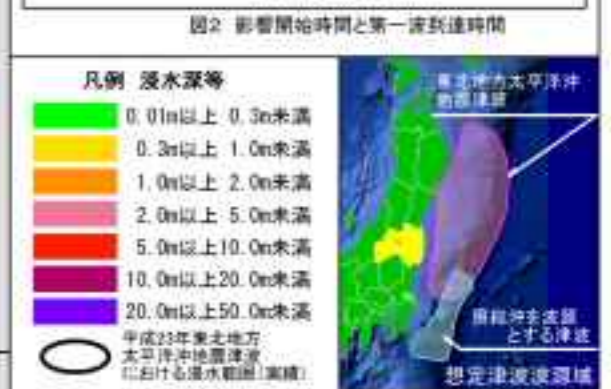 図2 影響開始時間と第一波到達時間
凡例 浸水深等
0.01m以上 0.3m未満
0.3m以上 1.0m未満
1.0m以上 2.0m未満
2.0m以上 5.0m未満
5.0m以上10.0m未満
10.0m以上20.0m未満
20.0m以上50.0m未満
平成23年東北地方
太平洋沖地震津波
における浸水範囲(実績)
東北地方太平洋沖
地震津波
房総沖を波源
とする津波
想定津波波源域